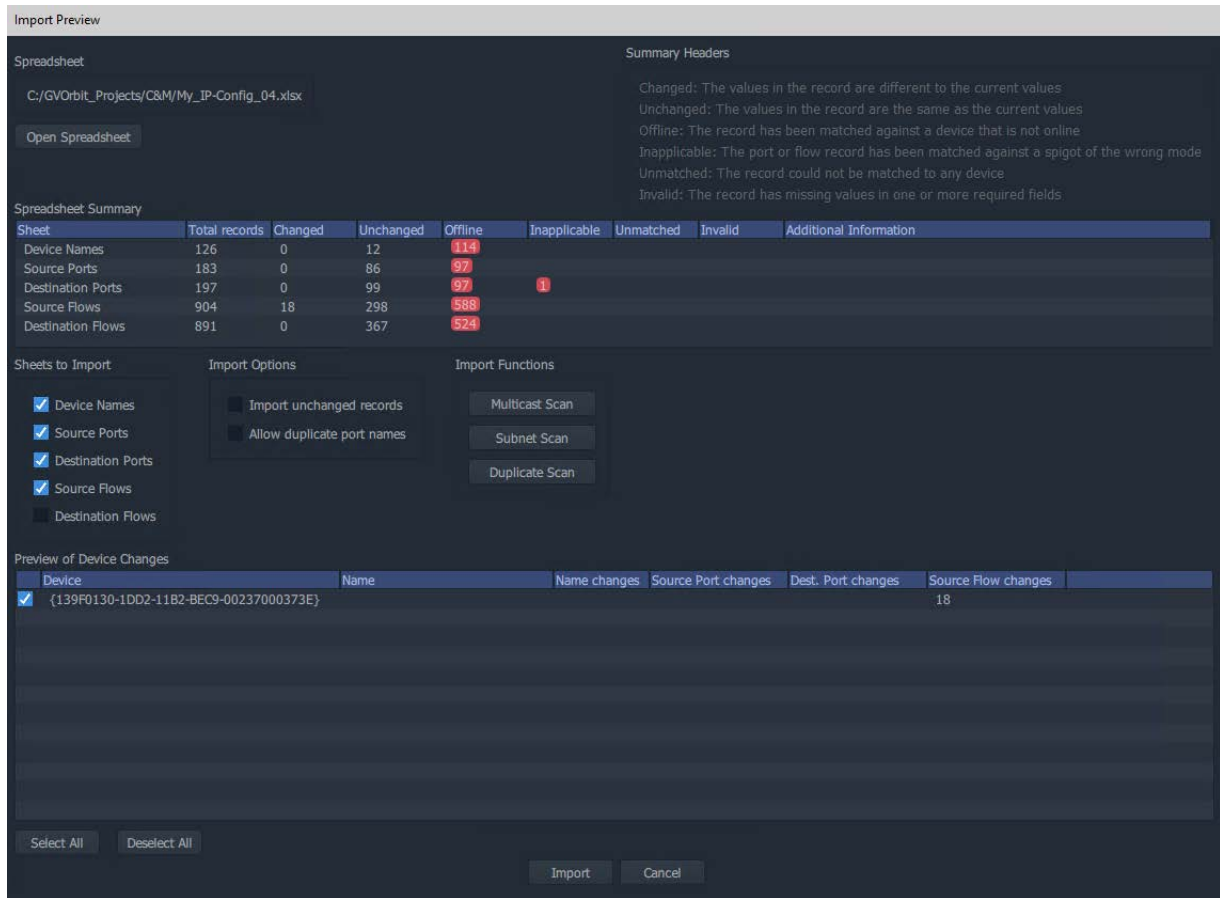 Import Preview
Spreadsheet
C:/GVOrbit_Projects/C&M/My_IP-Config_04.xlsx
Open Spreadsheet
Summary Headers
Changed: The values in the record are different to the current values
Unchanged: The values in the record are the same as the current values
Offline: The record has been matched against a device that is not online
Inapplicable: The port or flow record has been matched against a spigot of the wrong mode
Unmatched: The record could not be matched to any device
Invalid: The record has missing values in one or more required fields
Spreadsheet Summary
Sheet Total records Changed Unchanged Offline Inapplicable Unmatched Invalid Additional Information
Device Names 126 0 12 114
Source Ports 183 0 86 97
Destination Ports 197 0 99 97 1
Source Flows 904 18 298 588
Destination Flows 891 0 367 524
Sheets to Import
Device Names
Source Ports
Destination Ports
Source Flows
Destination Flows
Import Options
Import unchanged records
Allow duplicate port names
Import Functions
Multicast Scan
Subnet Scan
Duplicate Scan
Preview of Device Changes
Device Name Name changes Source Port changes Dest. Port changes Source Flow changes
{139F0130-1DD2-11B2-BEC9-00237000373E} 18
Select All Deselect All
Import Cancel